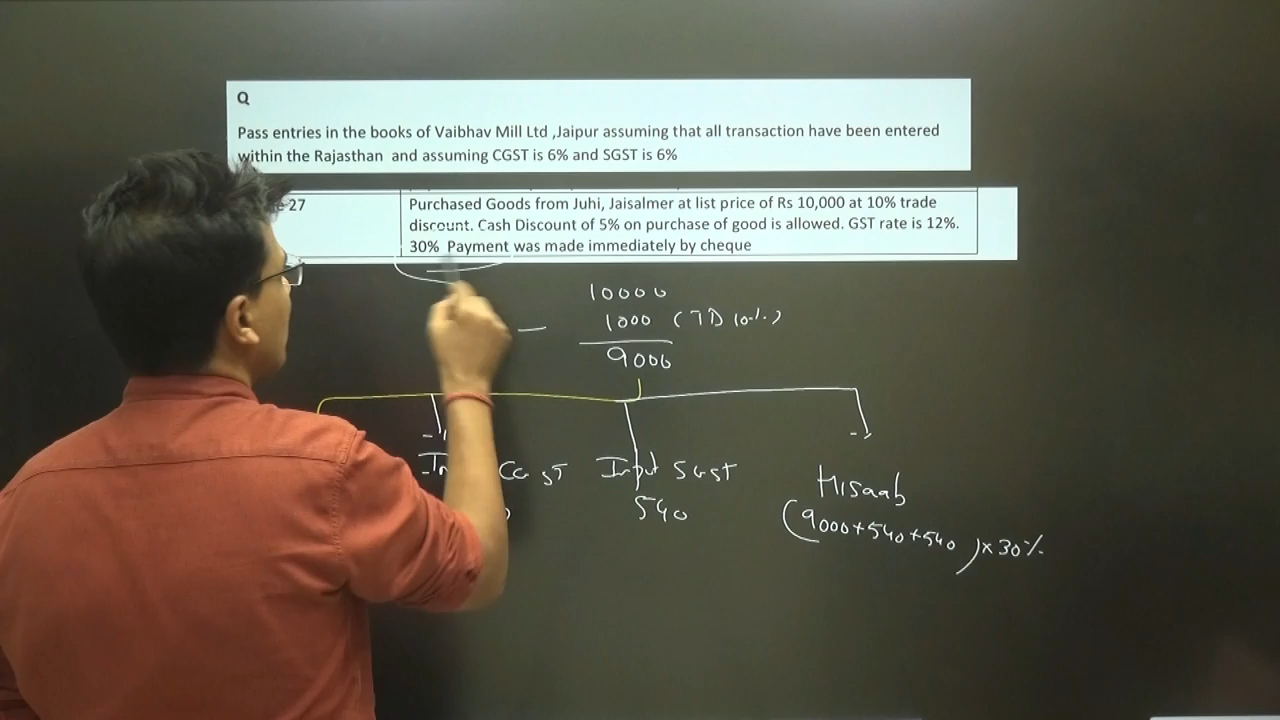 Q
Pass entries in the books of Vaibhav Mill Ltd ,Jaipur assuming that all transaction have been entered
within the Rajasthan and assuming CGST is 6% and SGST is 6%
27
Purchased Goods from Juhi, Jaisalmer at list price of Rs 10,000 at 10% trade
discount. Cash Discount of 5% on purchase of good is allowed. GST rate is 12%.
30% Payment was made immediately by cheque
10000
— 1000 (TD 10%)
9000
CGST Input SGST Hisaab
540 (9000+540+540)x30%